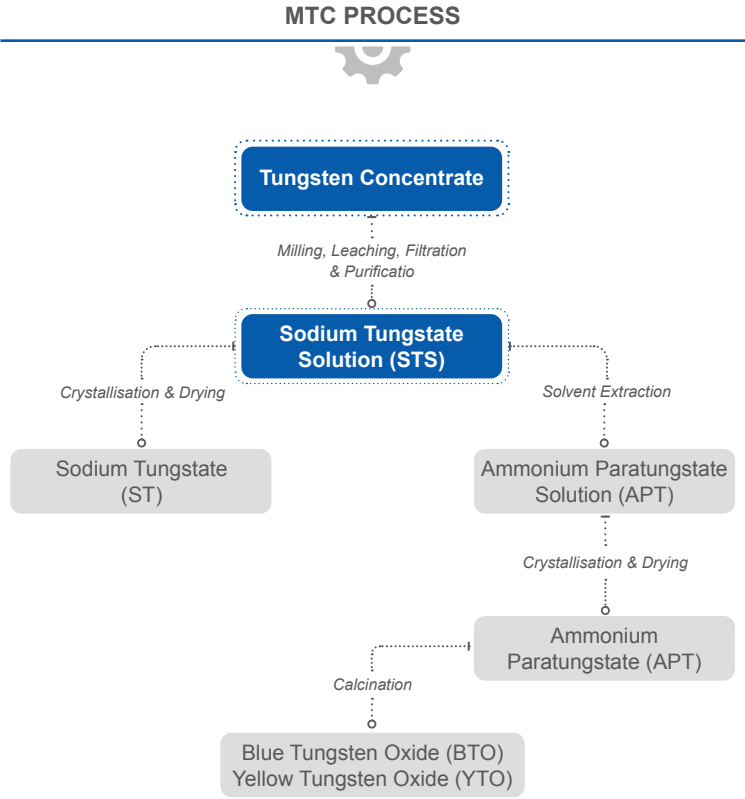 MTC PROCESS
Tungsten Concentrate
Milling, Leaching, Filtration
& Purificatio
Sodium Tungstate
Solution (STS)
Crystallisation & Drying
Solvent Extraction
Sodium Tungstate
(ST)
Ammonium Paratungstate
Solution (APT)
Crystallisation & Drying
Ammonium
Paratungstate (APT)
Calcination
Blue Tungsten Oxide (BTO)
Yellow Tungsten Oxide (YTO)